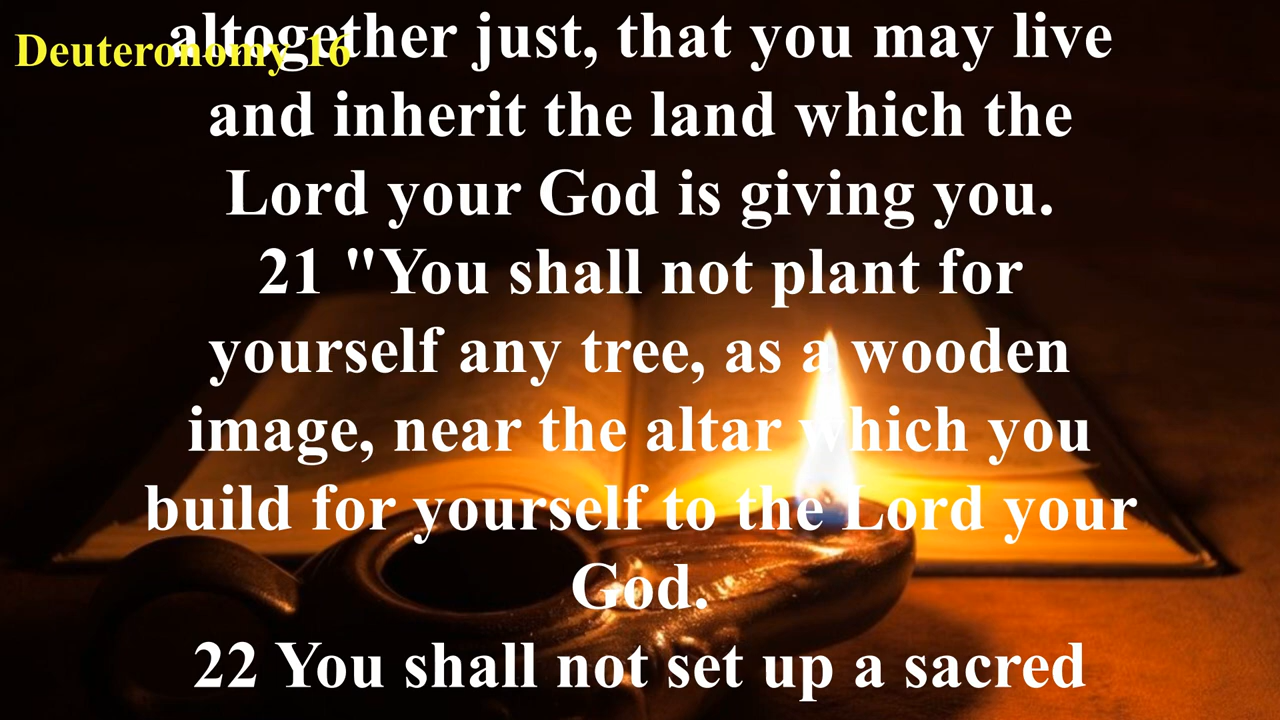 Deuteronomy 16
altogether just, that you may live
and inherit the land which the
Lord your God is giving you.
21 "You shall not plant for
yourself any tree, as a wooden
image, near the altar which you
build for yourself to the Lord your
God.
22 You shall not set up a sacred